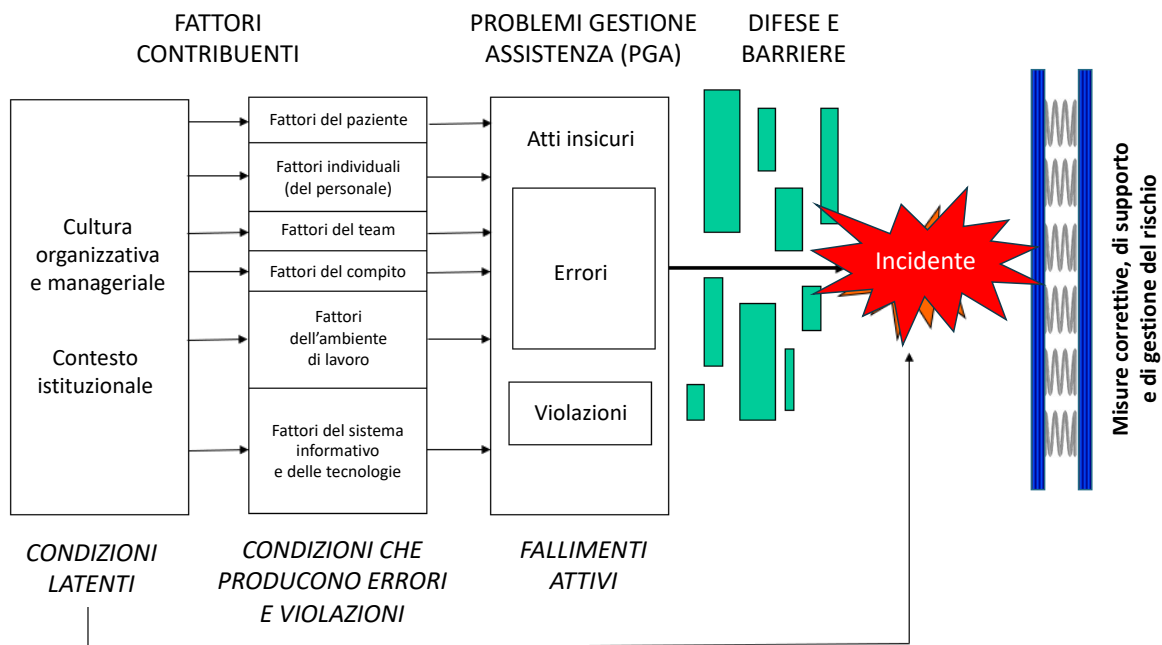 FATTORI
CONTRIBUENTI
PROBLEMI GESTIONE
ASSISTENZA (PGA)
DIFESE E
BARRIERE
Cultura
organizzativa
e manageriale
Contesto
istituzionale
Fattori del paziente
Fattori individuali
(del personale)
Fattori del team
Fattori del compito
Fattori
dell'ambiente
di lavoro
Fattori del sistema
informativo
e delle tecnologie
Atti insicuri
Errori
Violazioni
Incidente
Misure correttive, di supporto
e di gestione del rischio
CONDIZIONI
LATENTI
CONDIZIONI CHE
PRODUCONO ERRORI
E VIOLAZIONI
FALLIMENTI
ATTIVI